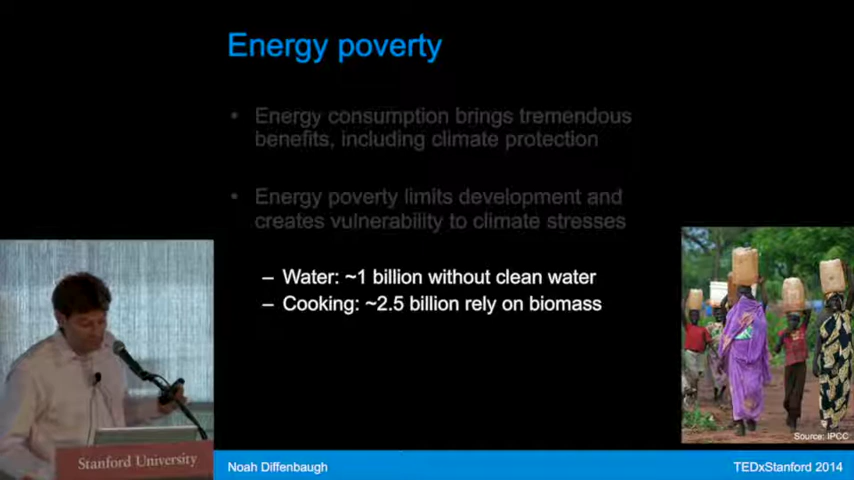 Energy poverty
• Energy consumption brings tremendous
benefits, including climate protection
• Energy poverty limits development and
creates vulnerability to climate stresses
– Water: ~1 billion without clean water
– Cooking: ~2.5 billion rely on biomass
Source: IPCC
Stanford University
Noah Diffenbaugh
TEDxStanford 2014